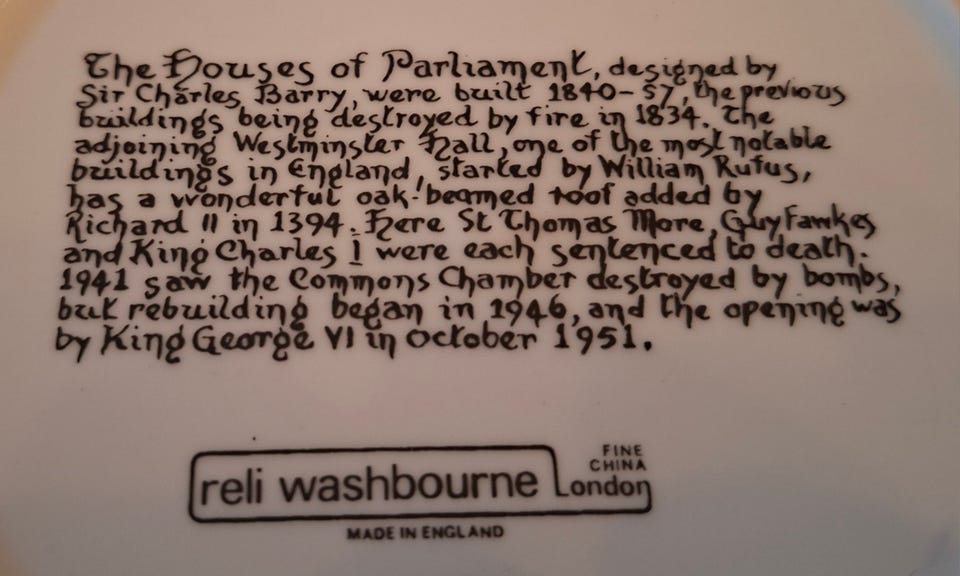 The Houses of Parliament, designed by
Sir Charles Barry, were built 1840-57, the previous
buildings being destroyed by fire in 1834. The
adjoining Westminster Hall, one of the most notable
buildings in England, started by William Rufus,
has a wonderful oak-beamed roof added by
Richard II in 1394. Here St Thomas More, Guy Fawkes
and King Charles I were each sentenced to death.
1941 saw the Commons Chamber destroyed by bombs,
but rebuilding began in 1946, and the opening was
by King George VI in October 1951.
reli washbourne
FINE
CHINA
London
MADE IN ENGLAND